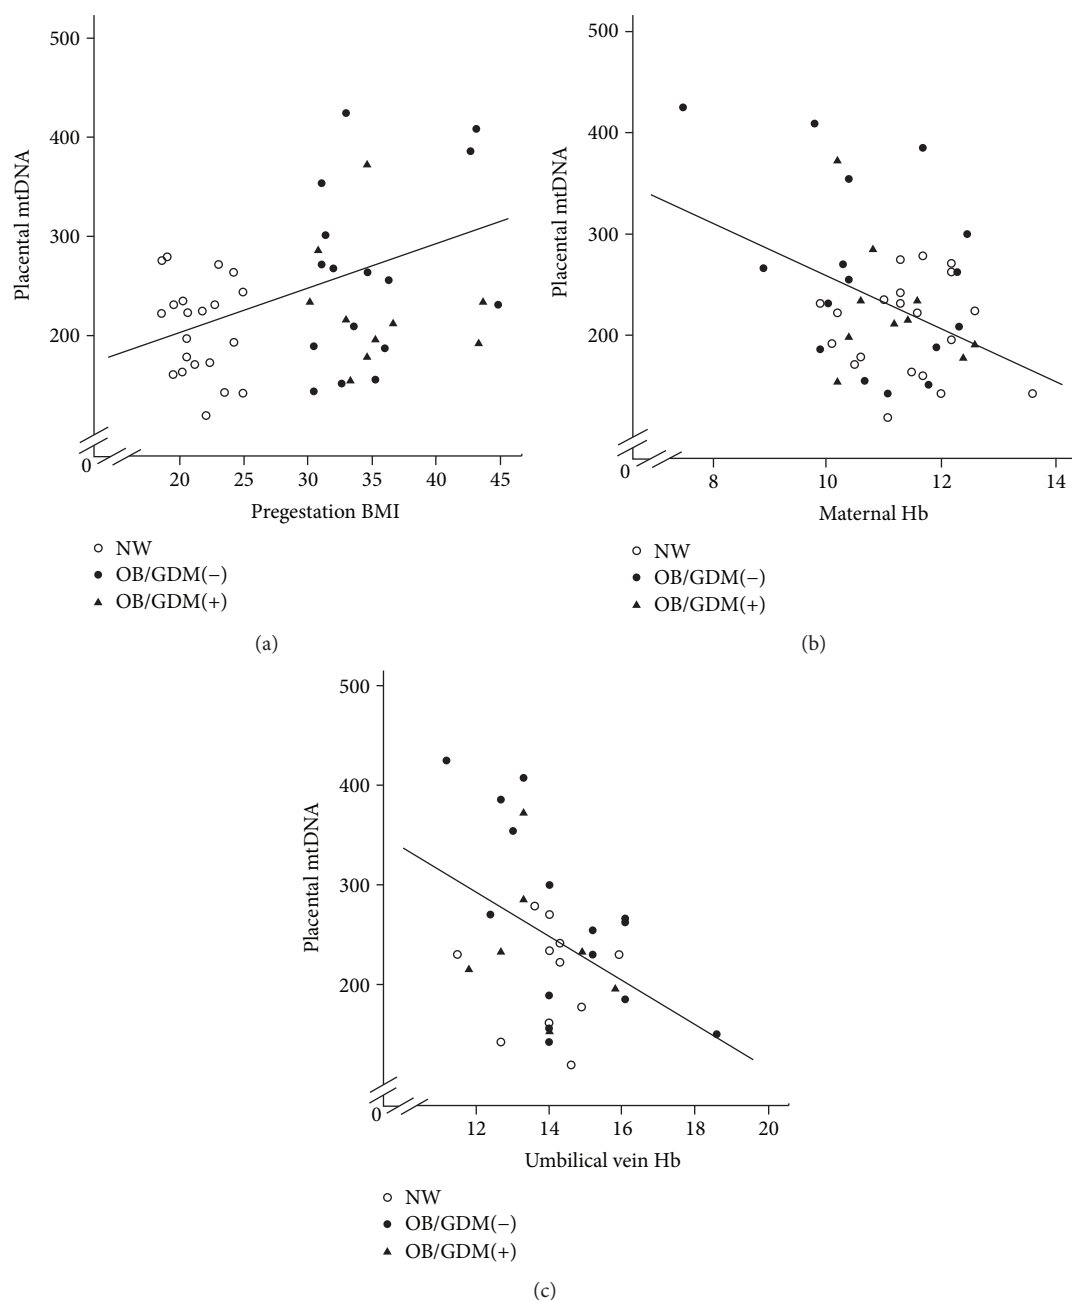 500
400
300
200
0
Placental mtDNA
20
30
35
40
45
Pregestation BMI
NW
OB/GDM(−)
OB/GDM(+)
(a)
500
400
300
200
0
Placental mtDNA
8
10
12
14
Maternal Hb
NW
OB/GDM(−)
OB/GDM(+)
(b)
500
400
300
200
0
Placental mtDNA
12
14
16
18
20
Umbilical vein Hb
NW
OB/GDM(−)
OB/GDM(+)
(c)